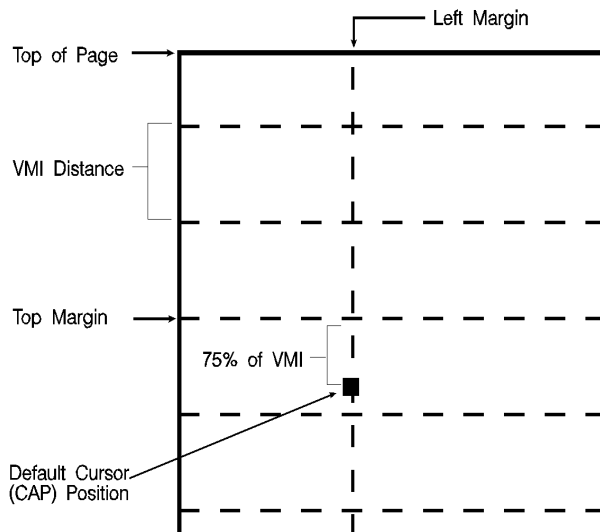 Left Margin
Top of Page
VMI Distance
Top Margin
75% of VMI
Default Cursor
(CAP) Position